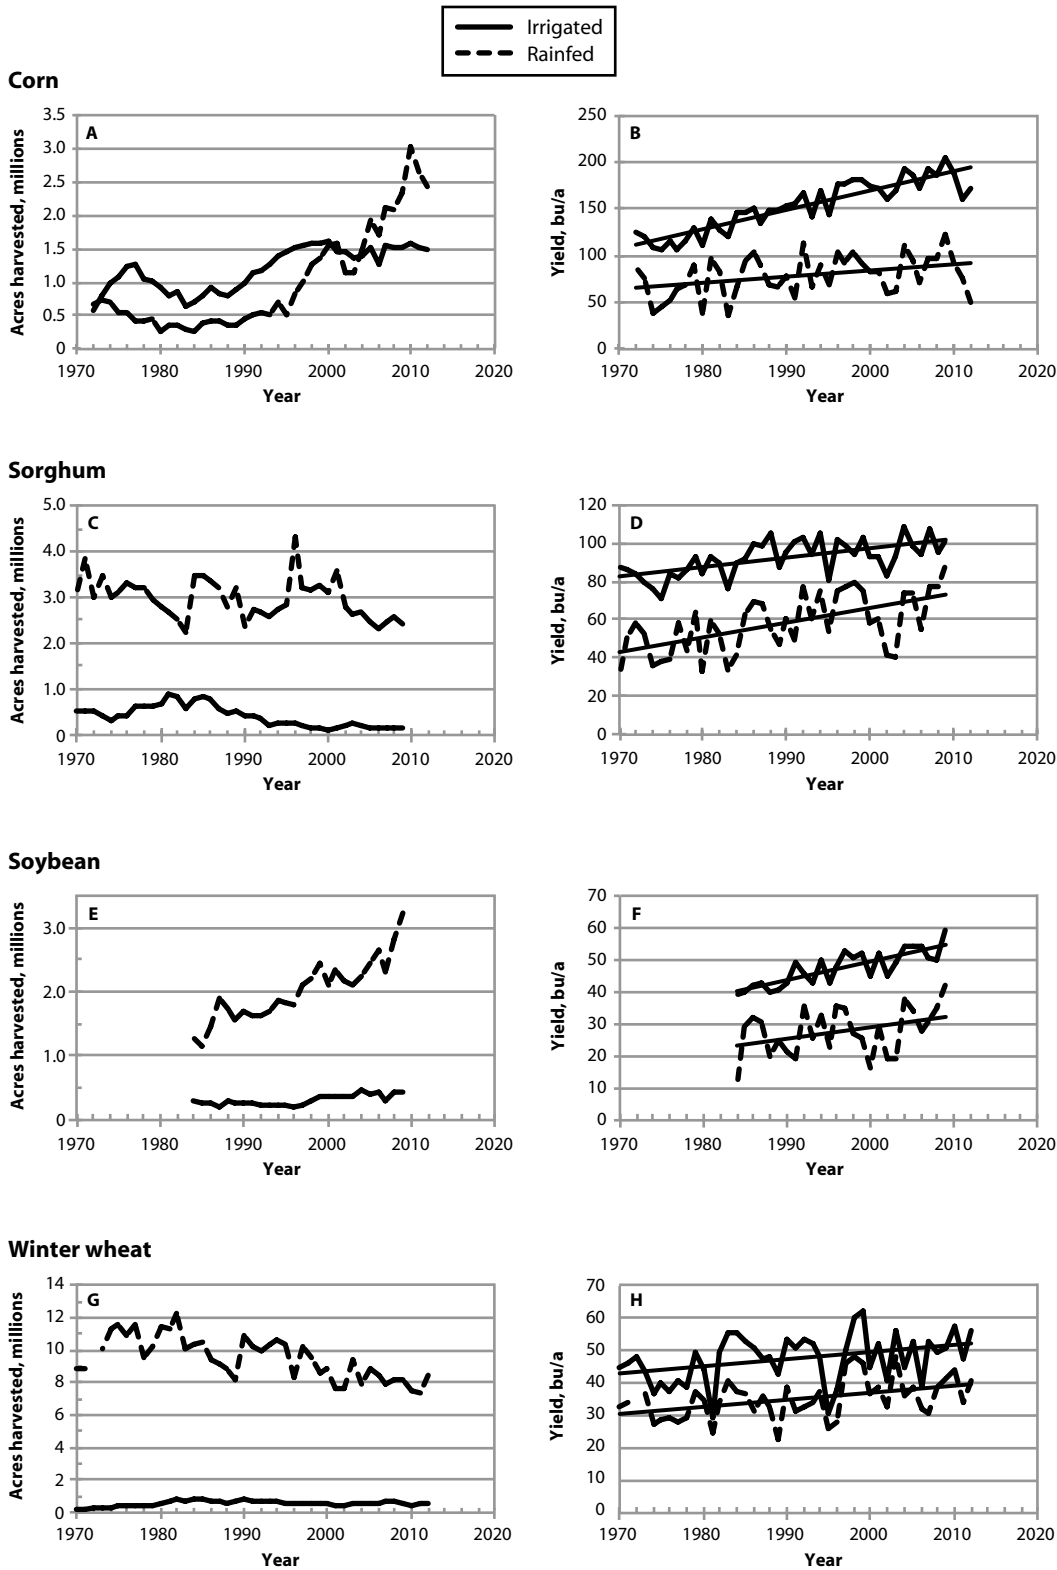 Irrigated
Rainfed
Corn
A
Acres harvested, millions
3.5
3.0
2.5
2.0
1.5
1.0
0.5
0
1970 1980 1990 2000 2010 2020
Year
B
Yield, bu/a
250
200
150
100
50
0
1970 1980 1990 2000 2010 2020
Year
Sorghum
C
Acres harvested, millions
5.0
4.0
3.0
2.0
1.0
0
1970 1980 1990 2000 2010 2020
Year
D
Yield, bu/a
120
100
80
60
40
20
0
1970 1980 1990 2000 2010 2020
Year
Soybean
E
Acres harvested, millions
3.0
2.0
1.0
0
1970 1980 1990 2000 2010 2020
Year
F
Yield, bu/a
70
60
50
40
30
20
10
0
1970 1980 1990 2000 2010 2020
Year
Winter wheat
G
Acres harvested, millions
14
12
10
8
6
4
2
0
1970 1980 1990 2000 2010 2020
Year
H
Yield, bu/a
70
60
50
40
30
20
10
0
1970 1980 1990 2000 2010 2020
Year